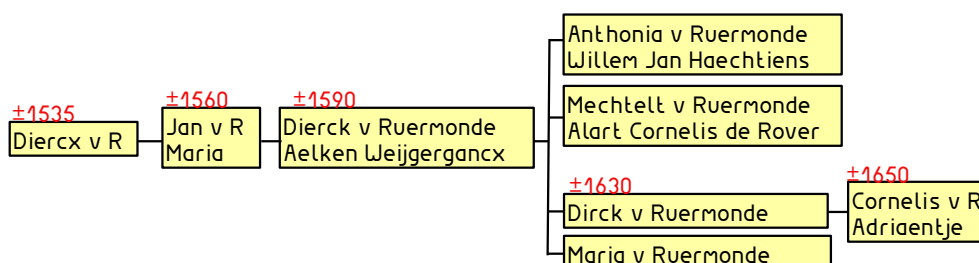 ±1535
Diercx v R
±1560
Jan v R
Maria
±1590
Dierck v Ruermonde
Aelken Weijgergancx
Anthonia v Ruermonde
Willem Jan Haechtiens
Mechtelt v Ruermonde
Alart Cornelis de Rover
±1630
Dirck v Ruermonde
Maria v Ruermonde
±1650
Cornelis v R
Adriaentje